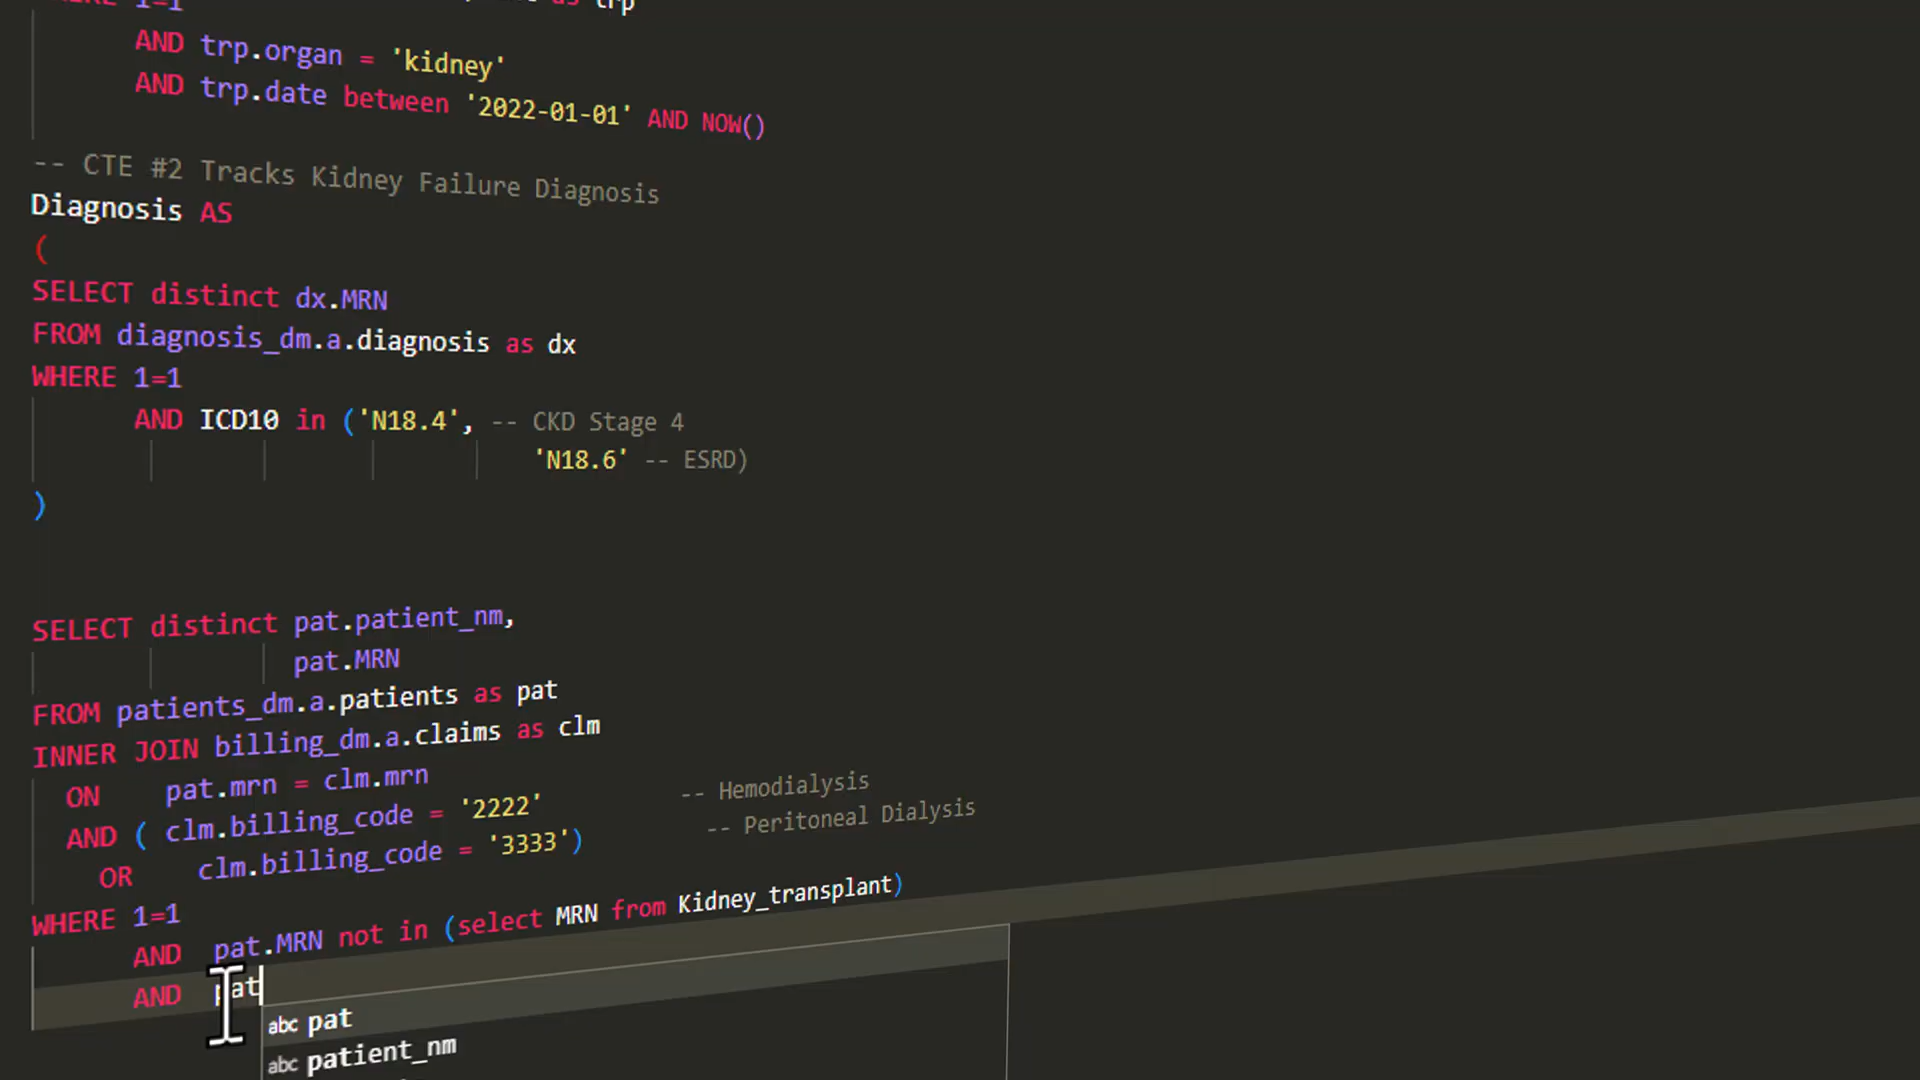 WHERE 1=1 as trp
AND trp.organ = 'kidney'
AND trp.date between '2022-01-01' AND NOW()
-- CTE #2 Tracks Kidney Failure Diagnosis
Diagnosis AS
(
SELECT distinct dx.MRN
FROM diagnosis_dm.a.diagnosis as dx
WHERE 1=1
AND ICD10 in ('N18.4', -- CKD Stage 4
'N18.6' -- ESRD)
)
SELECT distinct pat.patient_nm,
pat.MRN
FROM patients_dm.a.patients as pat
INNER JOIN billing_dm.a.claims as clm
ON pat.mrn = clm.mrn
AND ( clm.billing_code = '2222' -- Hemodialysis
OR clm.billing_code = '3333') -- Peritoneal Dialysis
WHERE 1=1
AND pat.MRN not in (select MRN from Kidney_transplant)
AND pat
abc pat
abc patient_nm